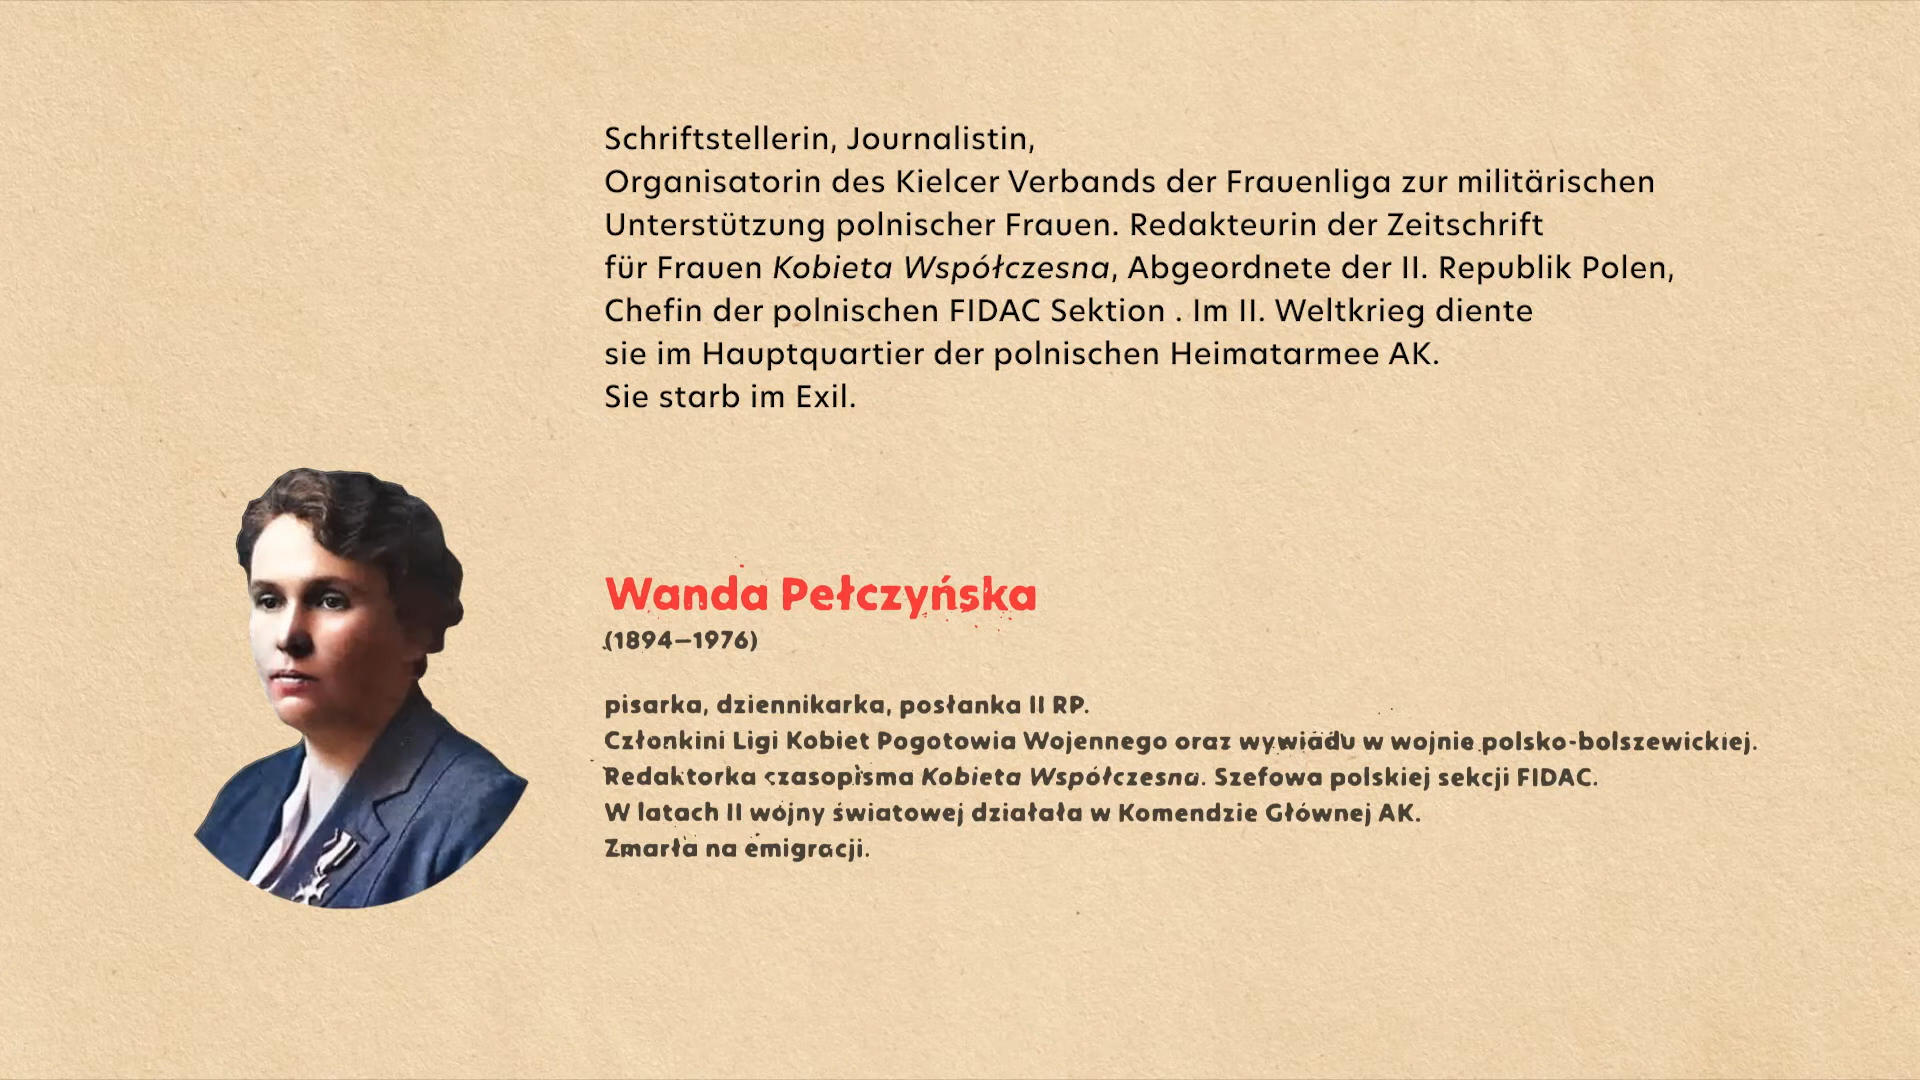 Schriftstellerin, Journalistin,
Organisatorin des Kielcer Verbands der Frauenliga zur militärischen
Unterstützung polnischer Frauen. Redakteurin der Zeitschrift
für Frauen Kobieta Współczesna, Abgeordnete der II. Republik Polen,
Chefin der polnischen FIDAC Sektion . Im II. Weltkrieg diente
sie im Hauptquartier der polnischen Heimatarmee AK.
Sie starb im Exil.
Wanda Pełczyńska
(1894–1976)
pisarka, dziennikarka, posłanka II RP.
Członkini Ligi Kobiet Pogotowia Wojennego oraz wywiadu w wojnie polsko-bolszewickiej.
Redaktorka czasopisma Kobieta Współczesna. Szefowa polskiej sekcji FIDAC.
W latach II wojny światowej działała w Komendzie Głównej AK.
Zmarła na emigracji.